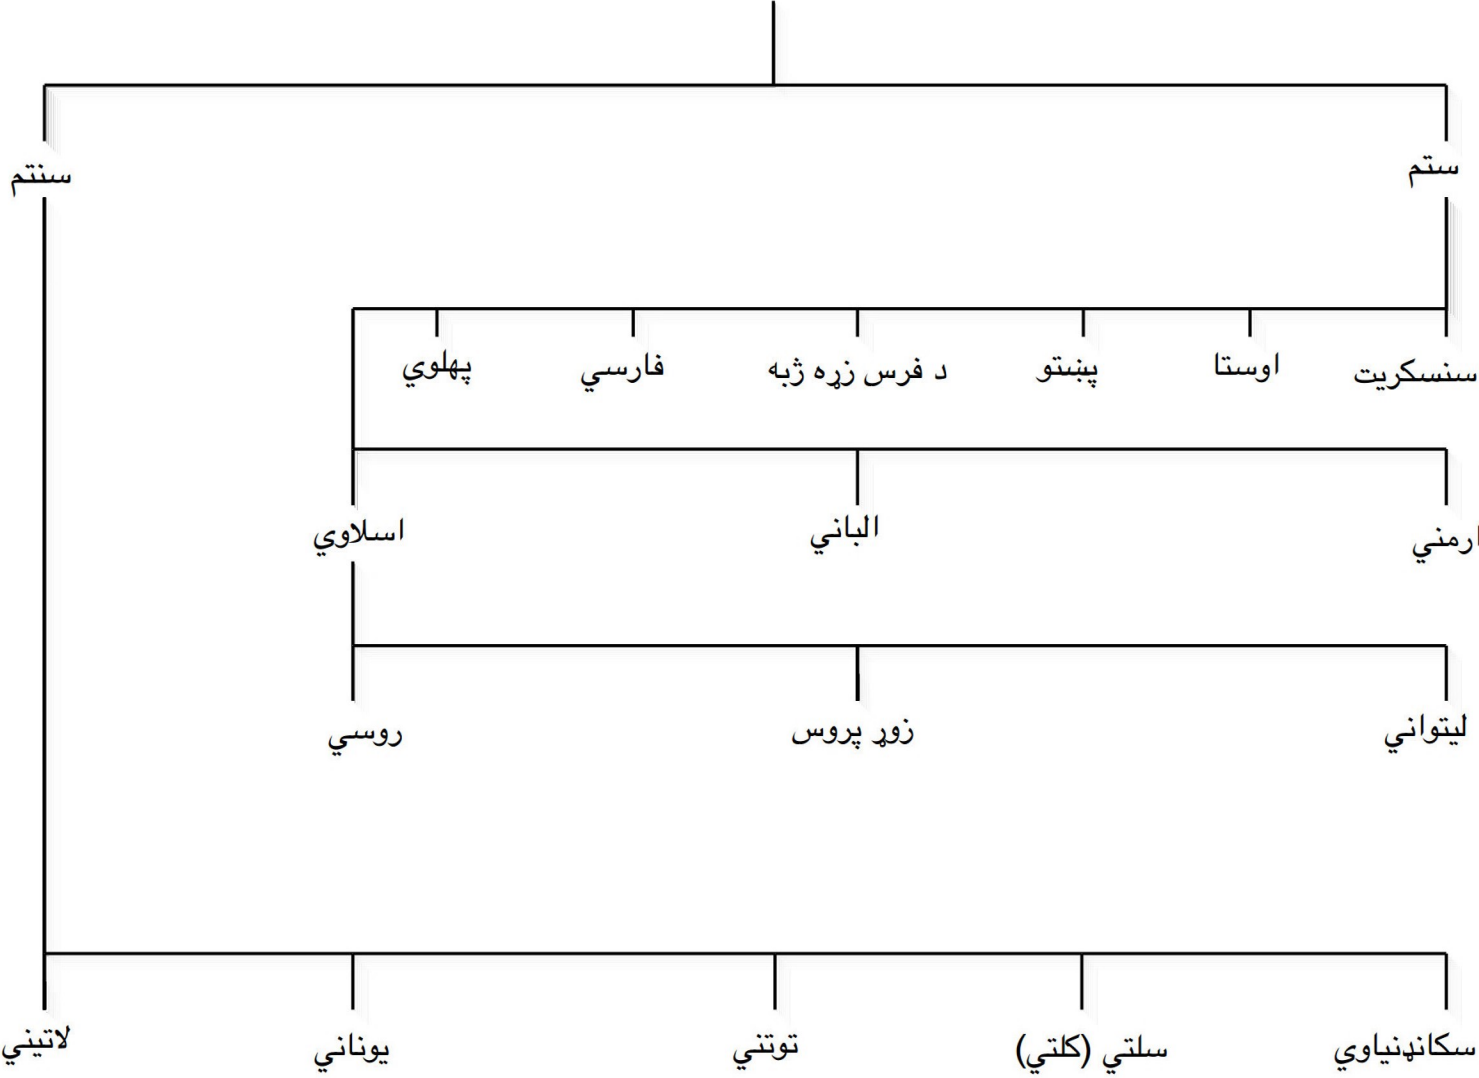 ستم
سنتم
سنسکریت
اوستا
پښتو
د فرس زړه ژبه
فارسي
پهلوي
ارمني
الباني
اسلاوي
لیتواني
زوړ پروس
روسي
سکانډنیاوي
سلتي (کلتي)
توتني
یوناني
لاتیني